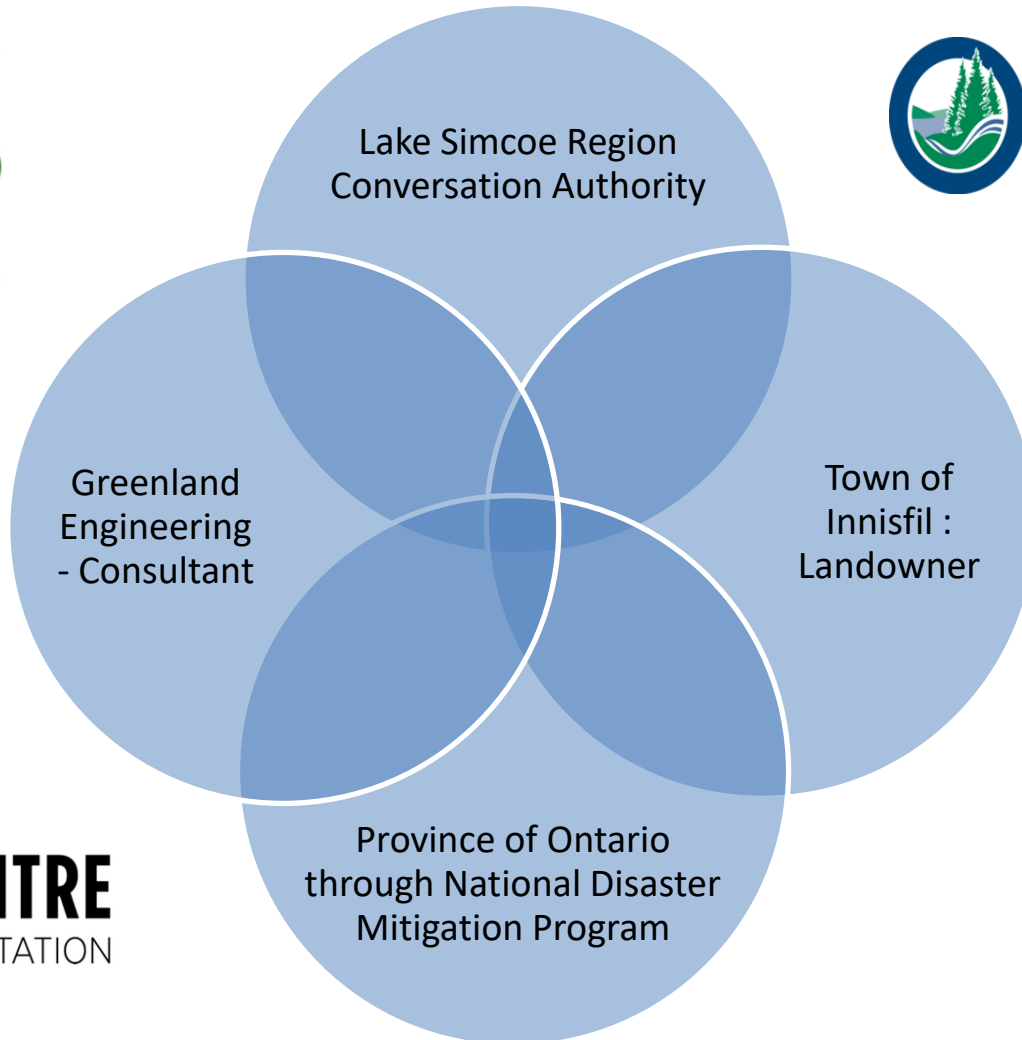 Lake Simcoe Region
Conversation Authority
Greenland
Engineering
- Consultant
Town of
Innisfil :
Landowner
Province of Ontario
through National Disaster
Mitigation Program